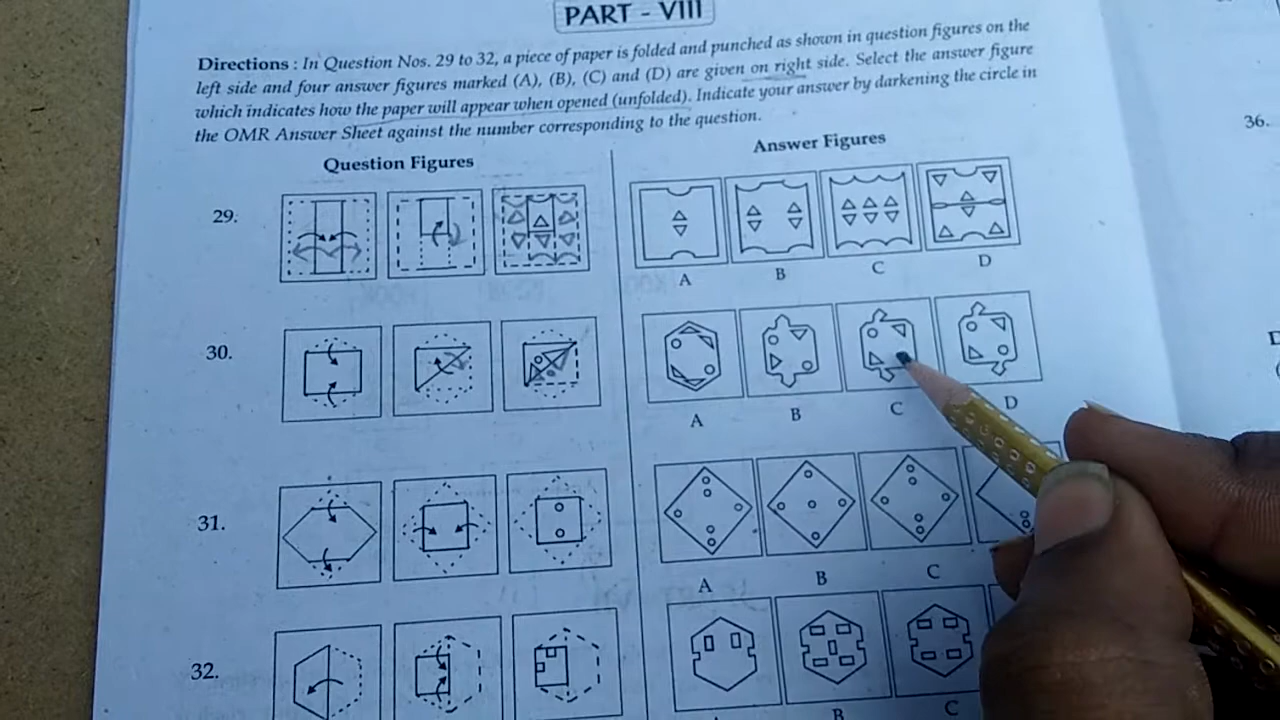 PART - VIII
Directions : In Question Nos. 29 to 32, a piece of paper is folded and punched as shown in question figures on the
left side and four answer figures marked (A), (B), (C) and (D) are given on right side. Select the answer figure
which indicates how the paper will appear when opened (unfolded). Indicate your answer by darkening the circle in
the OMR Answer Sheet against the number corresponding to the question.
Question Figures
Answer Figures
36.
29.
A B C D
30.
A B C D
31.
A B C
32.
B C